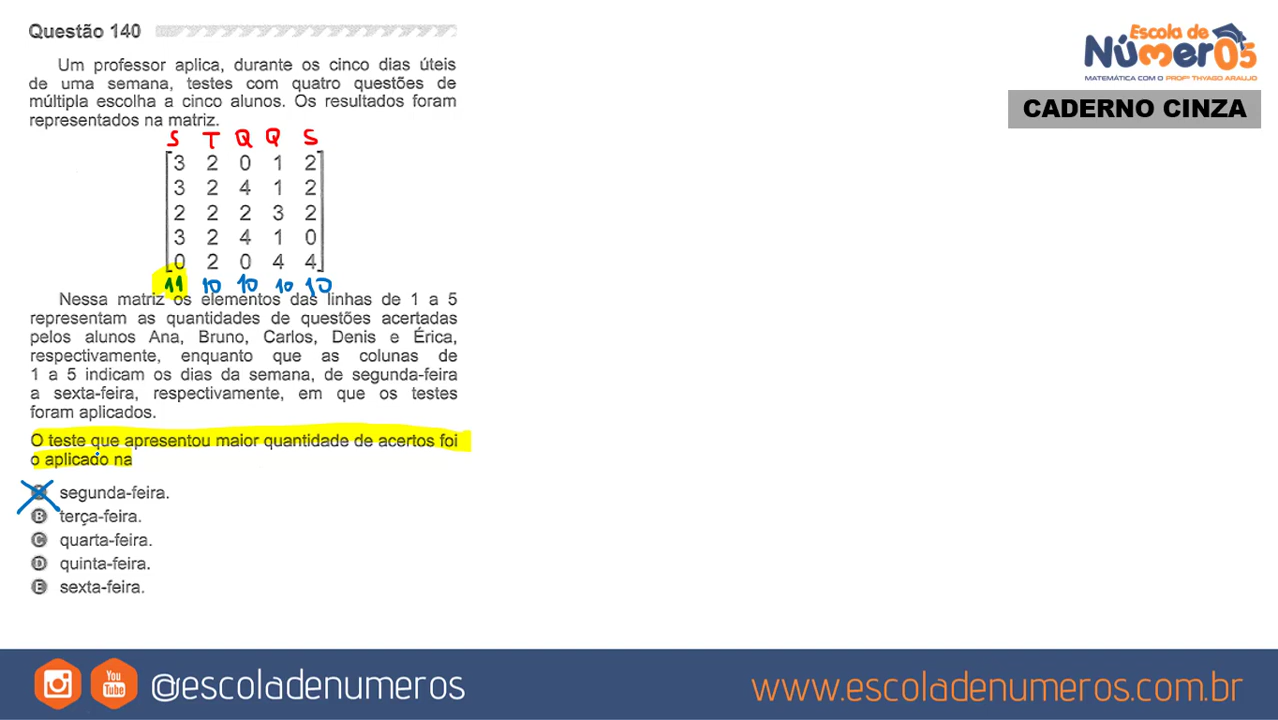 Questão 140
Um professor aplica, durante os cinco dias úteis
de uma semana, testes com quatro questões de
múltipla escolha a cinco alunos. Os resultados foram
representados na matriz.
S T Q Q S
3 2 0 1 2
3 2 4 1 2
2 2 2 3 2
3 2 4 1 0
0 2 0 4 4
11 10 10 10 10
Nessa matriz os elementos das linhas de 1 a 5
representam as quantidades de questões acertadas
pelos alunos Ana, Bruno, Carlos, Denis e Érica,
respectivamente, enquanto que as colunas de
1 a 5 indicam os dias da semana, de segunda-feira
a sexta-feira, respectivamente, em que os testes
foram aplicados.
O teste que apresentou maior quantidade de acertos foi
o aplicado na
A segunda-feira.
B terça-feira.
C quarta-feira.
D quinta-feira.
E sexta-feira.
Escola de
NúmerO5
MATEMÁTICA COM O PROFº THYAGO ARAUJO
CADERNO CINZA
You
Tube
@escoladenumeros
www.escoladenumeros.com.br